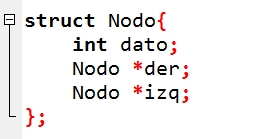 struct Nodo{
    int dato;
    Nodo *der;
    Nodo *izq;
};